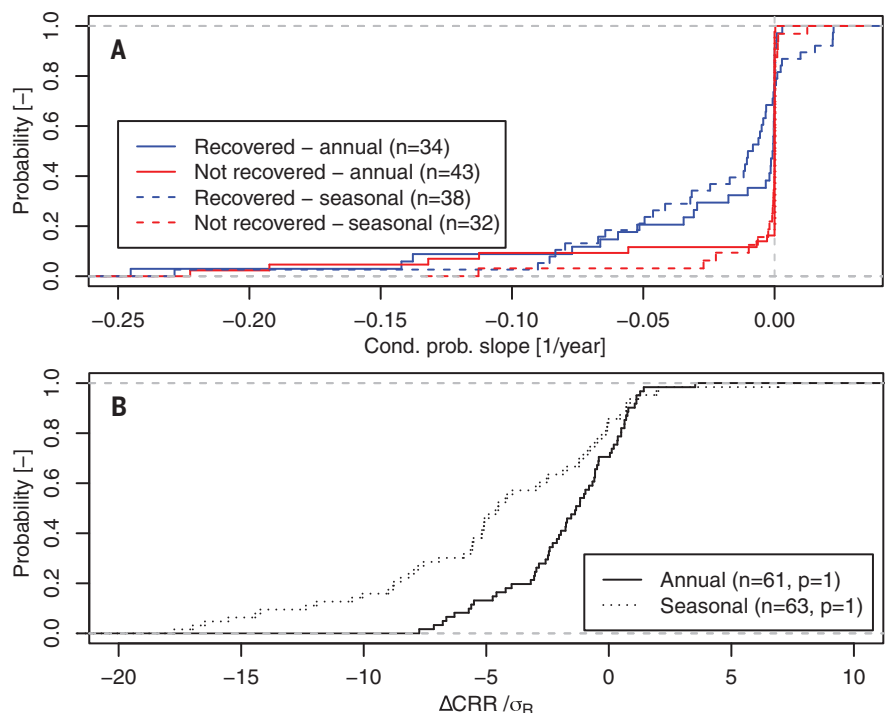 A
Probability [-]
1.0
0.8
0.6
0.4
0.2
0.0
Recovered – annual (n=34)
Not recovered – annual (n=43)
Recovered – seasonal (n=38)
Not recovered – seasonal (n=32)
−0.25 −0.20 −0.15 −0.10 −0.05 0.00
Cond. prob. slope [1/year]
B
Probability [-]
1.0
0.8
0.6
0.4
0.2
0.0
Annual (n=61, p=1)
Seasonal (n=63, p=1)
−20 −15 −10 −5 0 5 10
ΔCRR /σR